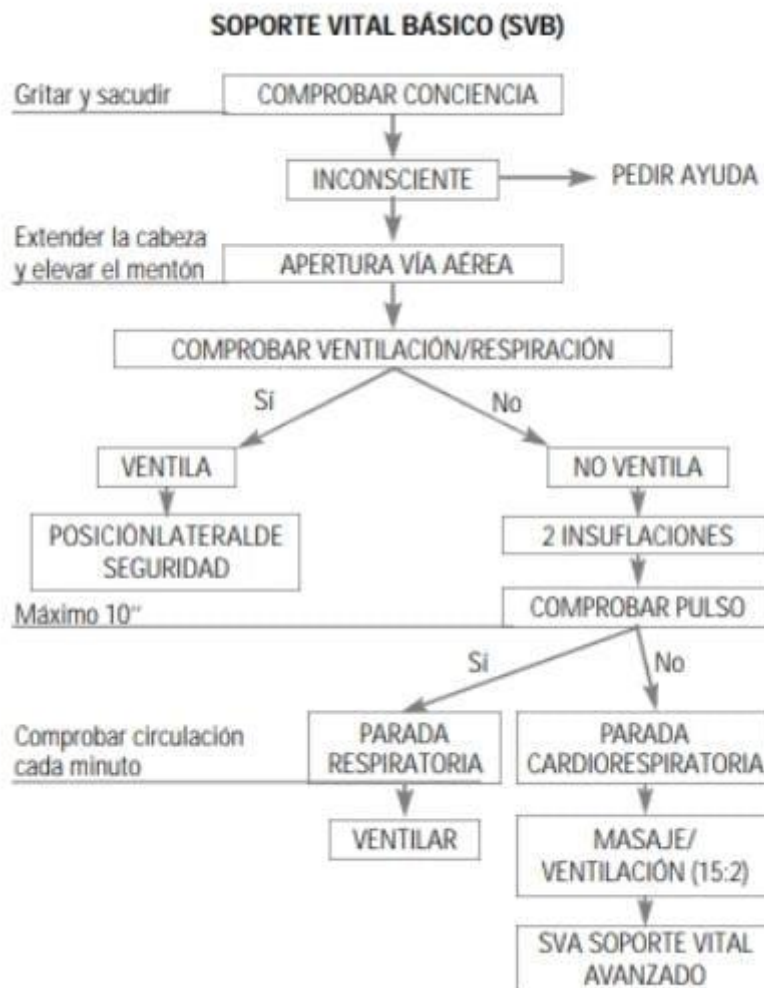 SOPORTE VITAL BÁSICO (SVB)
Gritar y sacudir
COMPROBAR CONCIENCIA
INCONSCIENTE
PEDIR AYUDA
Extender la cabeza
y elevar el mentón
APERTURA VÍA AÉREA
COMPROBAR VENTILACIÓN/RESPIRACIÓN
Sí
No
VENTILA
NO VENTILA
POSICIÓNLATERALDE
SEGURIDAD
2 INSUFLACIONES
Máximo 10"
COMPROBAR PULSO
Sí
No
Comprobar circulación
cada minuto
PARADA
RESPIRATORIA
PARADA
CARDIORESPIRATORIA
VENTILAR
MASAJE/
VENTILACIÓN (15:2)
SVA SOPORTE VITAL
AVANZADO